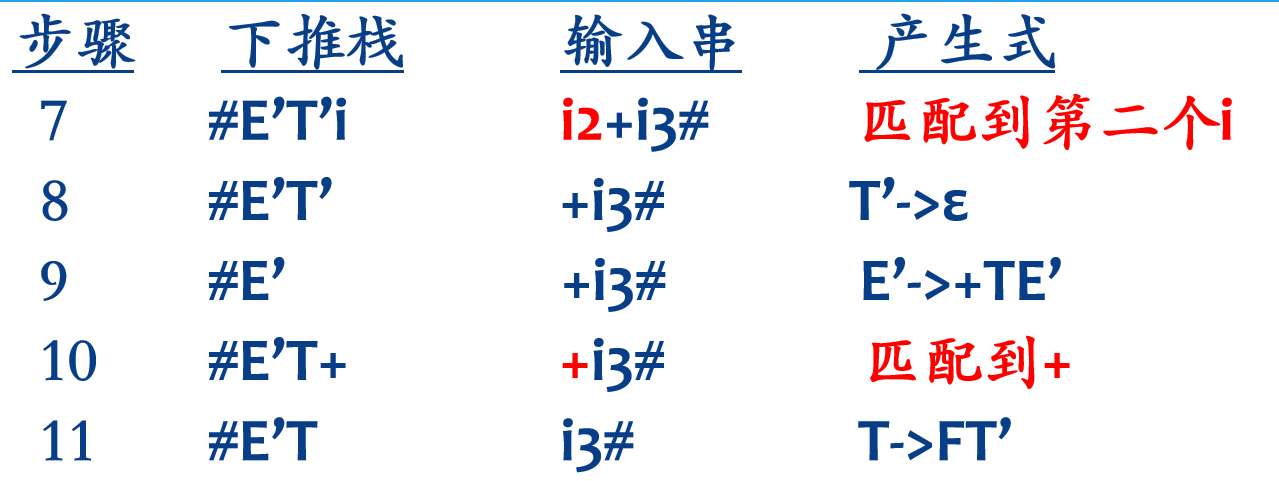 步骤 下推栈 输入串 产生式
7 #E’T’i i2+i3# 匹配到第二个i
8 #E’T’ +i3# T’->ε
9 #E’ +i3# E’->+TE’
10 #E’T+ +i3# 匹配到+
11 #E’T i3# T->FT’